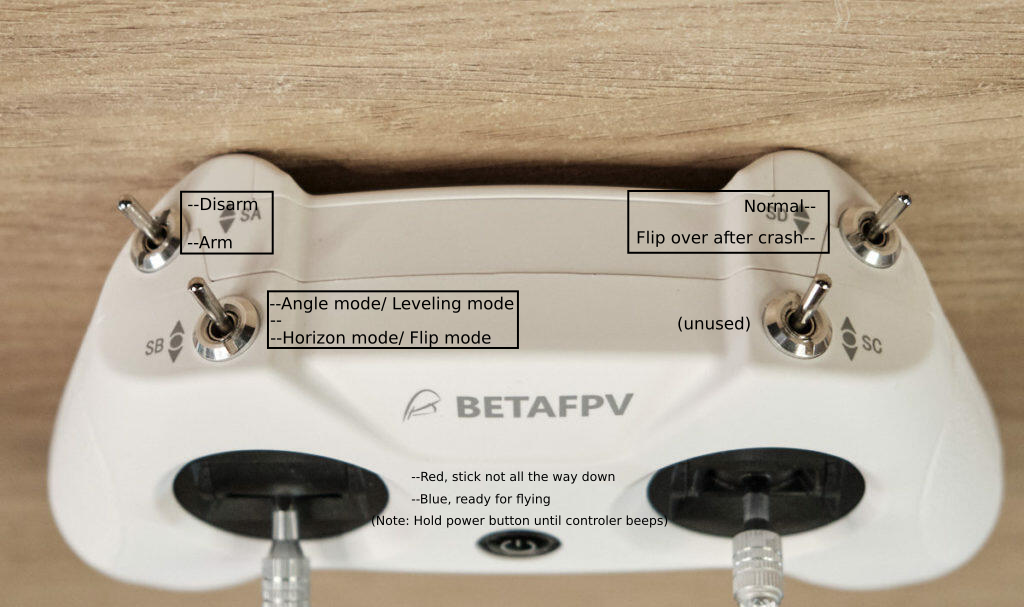 --Disarm
SA
--Arm
Normal--
SD
Flip over after crash--
--Angle mode/ Leveling mode
--
--Horizon mode/ Flip mode
SB
(unused)
SC
BETAFPV
--Red, stick not all the way down
--Blue, ready for flying
(Note: Hold power button until controler beeps)